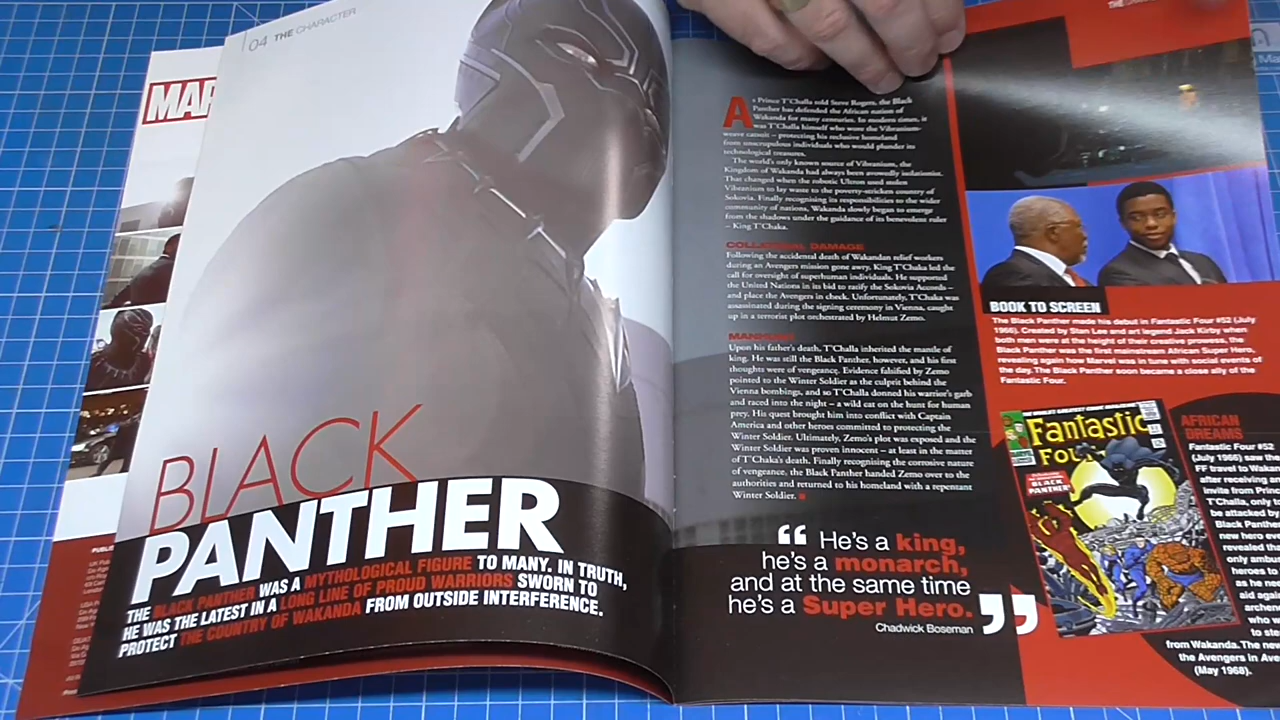 04 THE CHARACTER
MAR
BLACK
PANTHER
THE BLACK PANTHER WAS A MYTHOLOGICAL FIGURE TO MANY. IN TRUTH,
HE WAS THE LATEST IN A LONG LINE OF PROUD WARRIORS SWORN TO
PROTECT THE COUNTRY OF WAKANDA FROM OUTSIDE INTERFERENCE.
As Prince T'Challa told Steve Rogers, the Black
Panther has defended the African nation of
Wakanda for many centuries. In modern times, it
was T'Challa himself who wore the Vibranium-
weave catsuit – protecting his reclusive homeland
from unscrupulous individuals who would plunder its
technological treasures.
The world's only known source of Vibranium, the
Kingdom of Wakanda had always been avowedly isolationist.
That changed when the robotic Ultron used stolen
Vibranium to lay waste to the poverty-stricken country of
Sokovia. Finally recognising its responsibilities to the wider
community of nations, Wakanda slowly began to emerge
from the shadows under the guidance of its benevolent ruler
– King T'Chaka.
COLLATERAL DAMAGE
Following the accidental death of Wakandan relief workers
during an Avengers mission gone awry, King T'Chaka led the
call for oversight of superhuman individuals. He supported
the United Nations in its bid to ratify the Sokovia Accords –
and place the Avengers in check. Unfortunately, T'Chaka was
assassinated during the signing ceremony in Vienna, caught
up in a terrorist plot orchestrated by Helmut Zemo.
MANHUNT
Upon his father's death, T'Challa inherited the mantle of
king. He was still the Black Panther, however, and his first
thoughts were of vengeance. Evidence falsified by Zemo
pointed to the Winter Soldier as the culprit behind the
Vienna bombings, and so T'Challa donned his warrior's garb
and raced into the night – a wild cat on the hunt for human
prey. His quest brought him into conflict with Captain
America and other heroes committed to protecting the
Winter Soldier. Ultimately, Zemo's plot was exposed and the
Winter Soldier was proven innocent – at least in the matter
of T'Chaka's death. Finally recognising the corrosive nature
of vengeance, the Black Panther handed Zemo over to the
authorities and returned to his homeland with a repentant
Winter Soldier.
“ He's a king,
he's a monarch,
and at the same time
he's a Super Hero. ”
Chadwick Boseman
BOOK TO SCREEN
The Black Panther made his debut in Fantastic Four #52 (July
1966). Created by Stan Lee and art legend Jack Kirby when
both men were at the height of their creative prowess, the
Black Panther was the first mainstream African Super Hero,
revealing again how Marvel was in tune with social events of
the day. The Black Panther soon became a close ally of the
Fantastic Four.
Fantastic
Four
BLACK
PANTHER
AFRICAN
DREAMS
Fantastic Four #52
(July 1966) saw the
FF travel to Wakan
after receiving an
invite from Prin
T'Challa, only to
be attacked by
Black Panther
new hero eve
revealed tha
only ambus
heroes to
as he need
aid again
archene
who w
to ste
from Wakanda. The new
the Avengers in Ave
(May 1968).